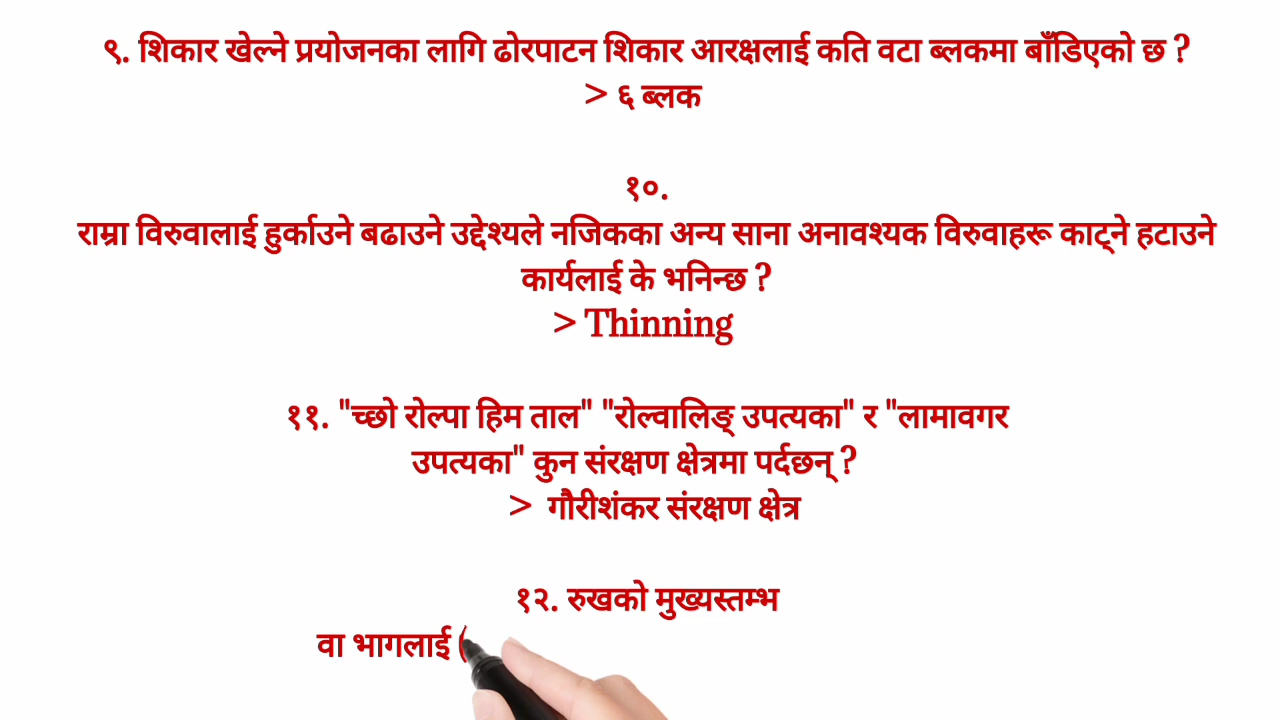 ९. शिकार खेल्ने प्रयोजनका लागि ढोरपाटन शिकार आरक्षलाई कति वटा ब्लकमा बाँडिएको छ ?
> ६ ब्लक
१०.
राम्रा विरुवालाई हुर्काउने बढाउने उद्देश्यले नजिकका अन्य साना अनावश्यक विरुवाहरू काट्ने हटाउने
कार्यलाई के भनिन्छ ?
> Thinning
११. "च्छो रोल्पा हिम ताल" "रोल्वालिङ् उपत्यका" र "लामावगर
उपत्यका" कुन संरक्षण क्षेत्रमा पर्दछन् ?
> गौरीशंकर संरक्षण क्षेत्र
१२. रुखको मुख्यस्तम्भ
वा भागलाई (